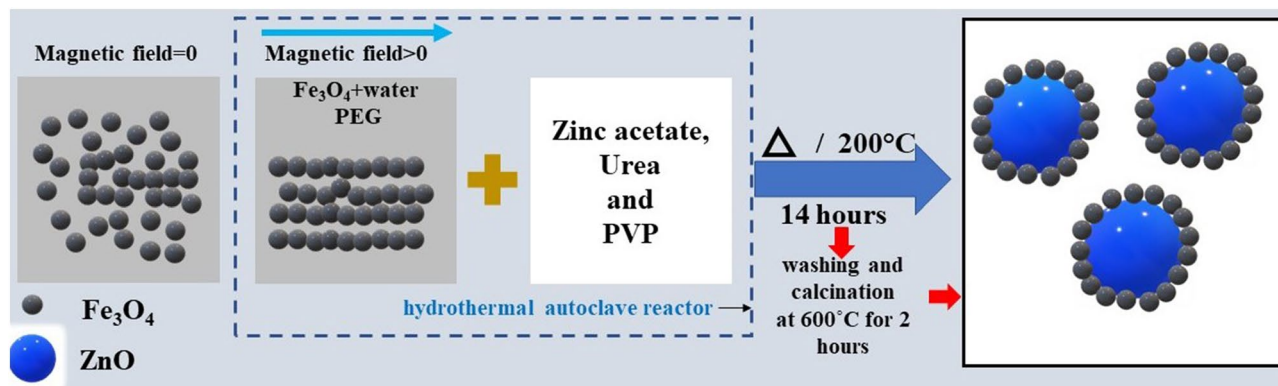 Magnetic field=0
Magnetic field>0
Fe₃O₄+water
PEG
Zinc acetate,
Urea
and
PVP
△ / 200°C
14 hours
washing and
calcination
at 600˚C for 2
hours
hydrothermal autoclave reactor
Fe₃O₄
ZnO